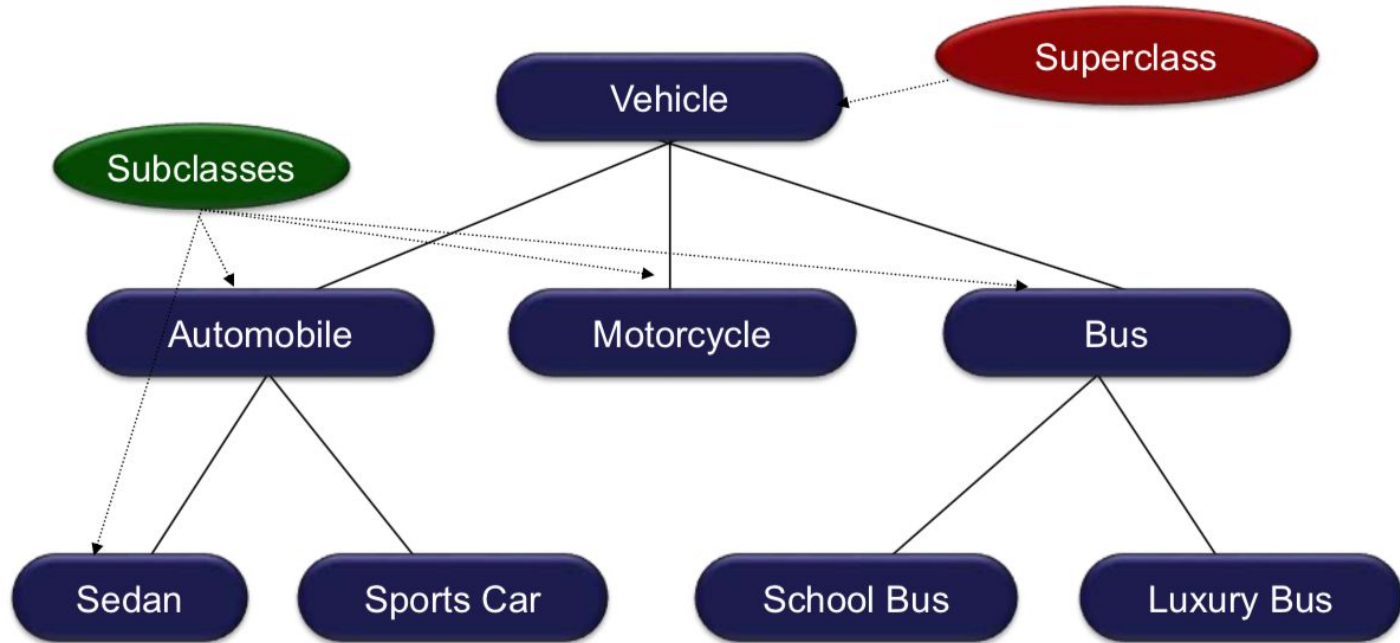 Superclass
Vehicle
Subclasses
Automobile
Motorcycle
Bus
Sedan
Sports Car
School Bus
Luxury Bus